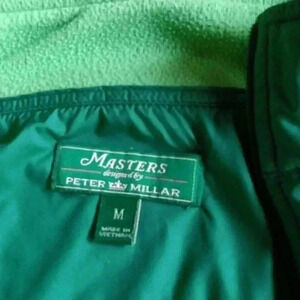 MASTERS
designed by
PETER MILLAR
M
MADE IN
VIETNAM